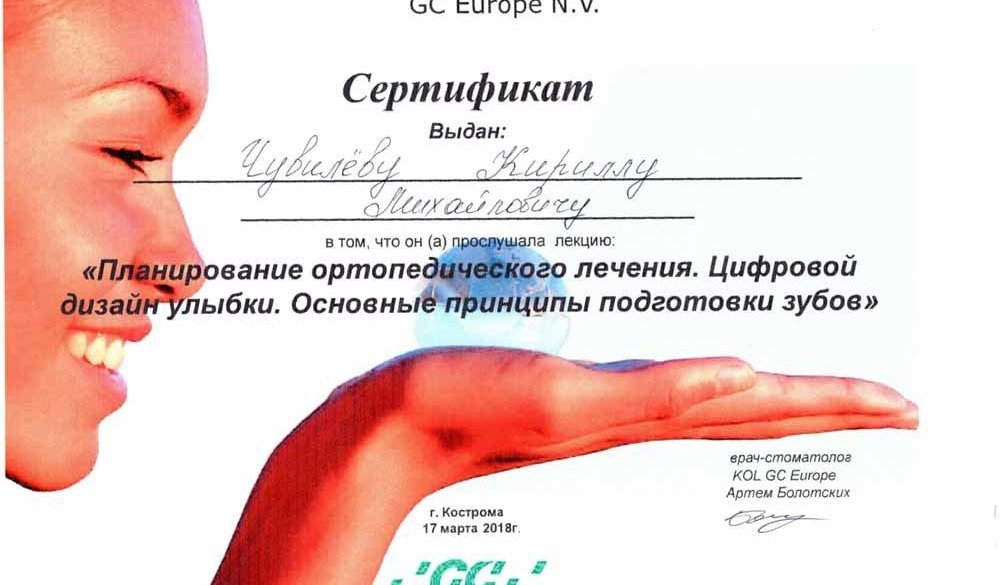 GC Europe N.V.
Сертификат
Выдан:
Чувилёву Кириллу
Михайловичу
в том, что он (а) прослушала лекцию:
«Планирование ортопедического лечения. Цифровой
дизайн улыбки. Основные принципы подготовки зубов»
врач-стоматолог
KOL GC Europe
Артем Болотских
г. Кострома
17 марта 2018г.
GC